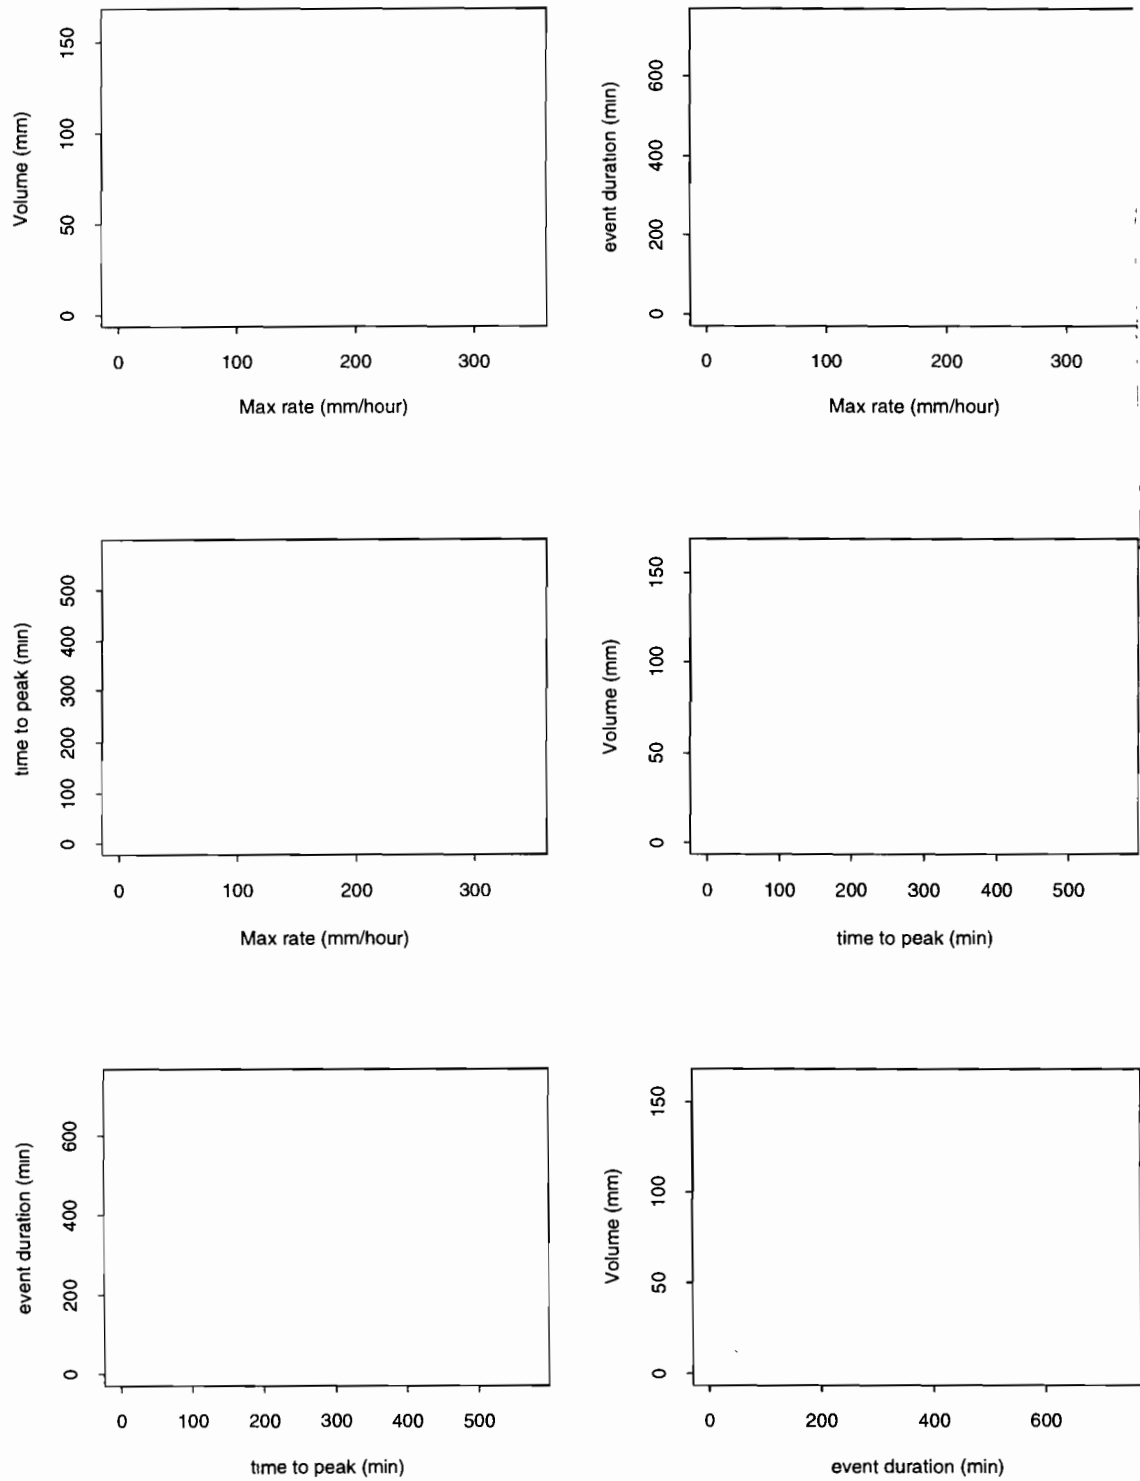 Volume (mm)
150
100
50
0
0 100 200 300
Max rate (mm/hour)
event duration (min)
600
400
200
0
0 100 200 300
Max rate (mm/hour)
time to peak (min)
500
400
300
200
100
0
0 100 200 300
Max rate (mm/hour)
Volume (mm)
150
100
50
0
0 100 200 300 400 500
time to peak (min)
event duration (min)
600
400
200
0
0 100 200 300 400 500
time to peak (min)
Volume (mm)
150
100
50
0
0 200 400 600
event duration (min)